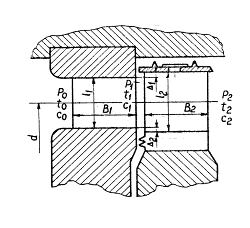 P₀
t₀
c₀
l₁
B₁
P₁
t₁
c₁
Δ₁
l₂
B₂
Δ₂
P₂
t₂
c₂
d